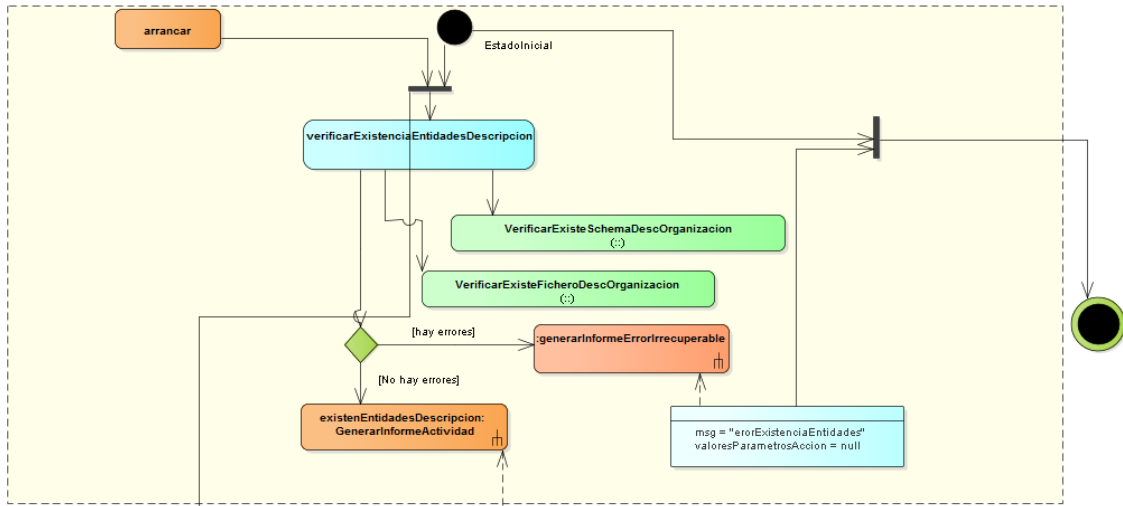 arrancar
EstadoInicial
verificarExistenciaEntidadesDescripcion
VerificarExisteSchemaDescOrganizacion
(::)
VerificarExisteFicheroDescOrganizacion
(::)
[hay errores]
:generarInformeErrorIrrecuperable
[No hay errores]
existenEntidadesDescripcion:
GenerarInformeActividad
msg = "erorExistenciaEntidades"
valoresParametrosAccion = null